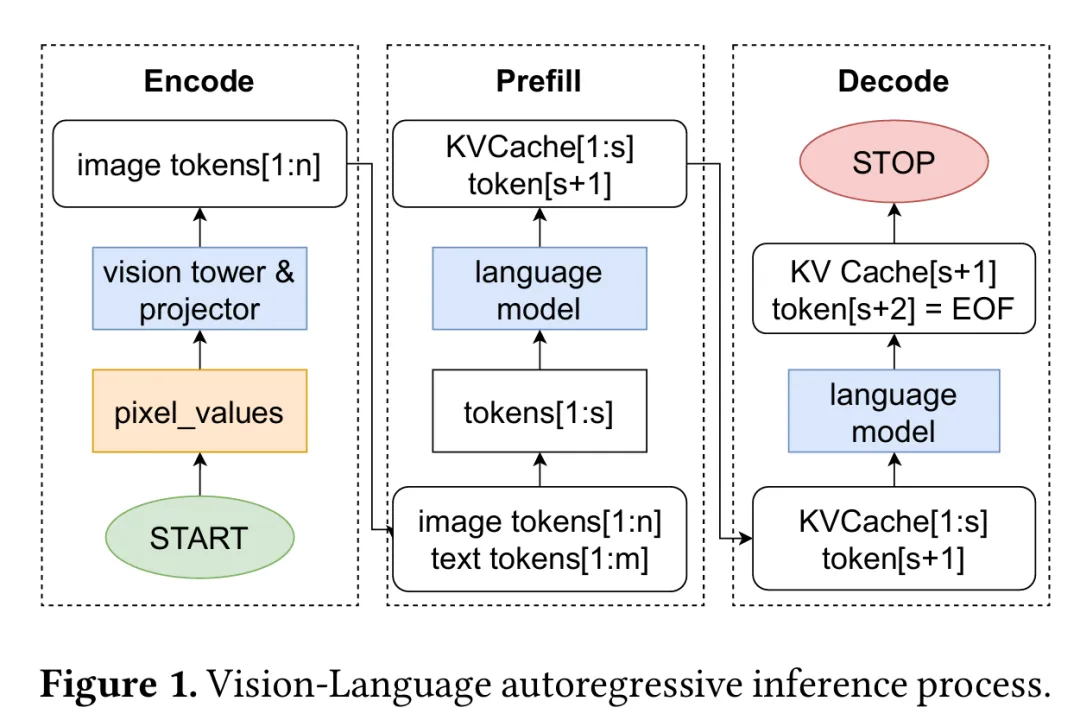 Encode
image tokens[1:n]
vision tower &
projector
pixel_values
START
Prefill
KVCache[1:s]
token[s+1]
language
model
tokens[1:s]
image tokens[1:n]
text tokens[1:m]
Decode
STOP
KV Cache[s+1]
token[s+2] = EOF
language
model
KVCache[1:s]
token[s+1]
Figure 1. Vision-Language autoregressive inference process.